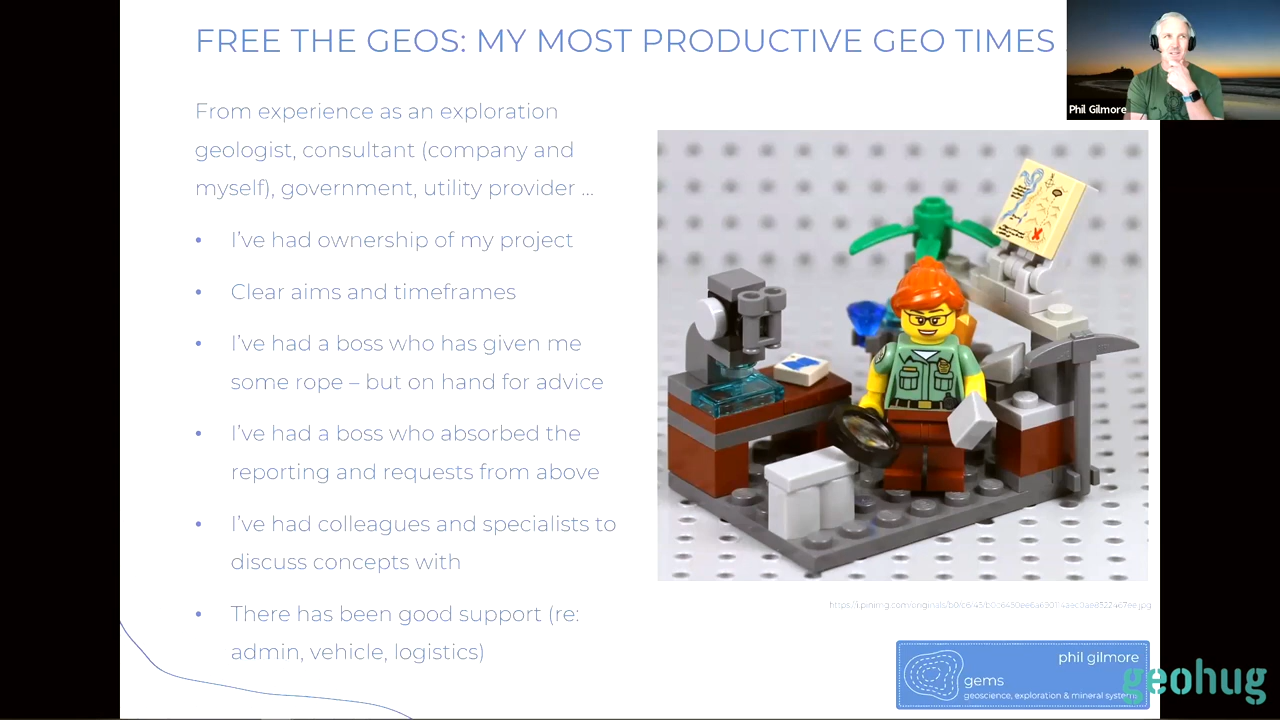 FREE THE GEOS: MY MOST PRODUCTIVE GEO TIMES
Phil Gilmore
From experience as an exploration
geologist, consultant (company and
myself), government, utility provider ...
• I've had ownership of my project
• Clear aims and timeframes
• I've had a boss who has given me
some rope – but on hand for advice
• I've had a boss who absorbed the
reporting and requests from above
• I've had colleagues and specialists to
discuss concepts with
• There has been good support (re:
admin, vehicle, logistics)
phil gilmore
gems
geoscience, exploration & mineral systems
geohug